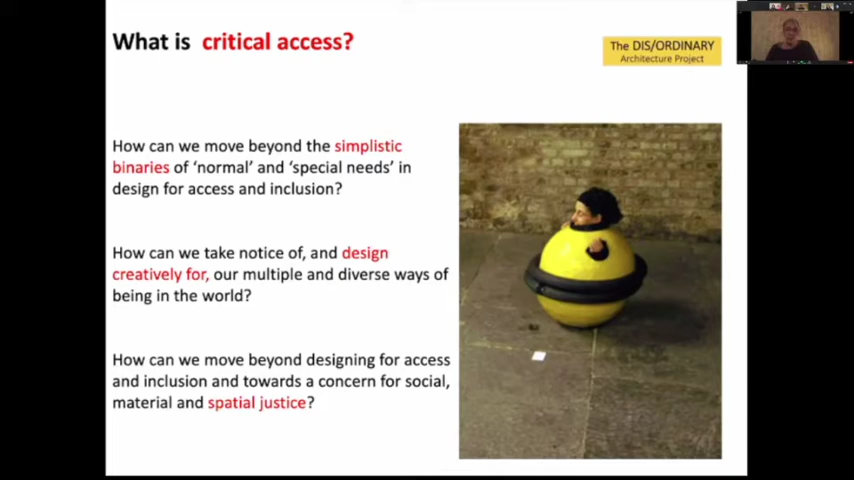 What is critical access?
The DIS/ORDINARY
Architecture Project
How can we move beyond the simplistic
binaries of ‘normal’ and ‘special needs’ in
design for access and inclusion?
How can we take notice of, and design
creatively for, our multiple and diverse ways of
being in the world?
How can we move beyond designing for access
and inclusion and towards a concern for social,
material and spatial justice?